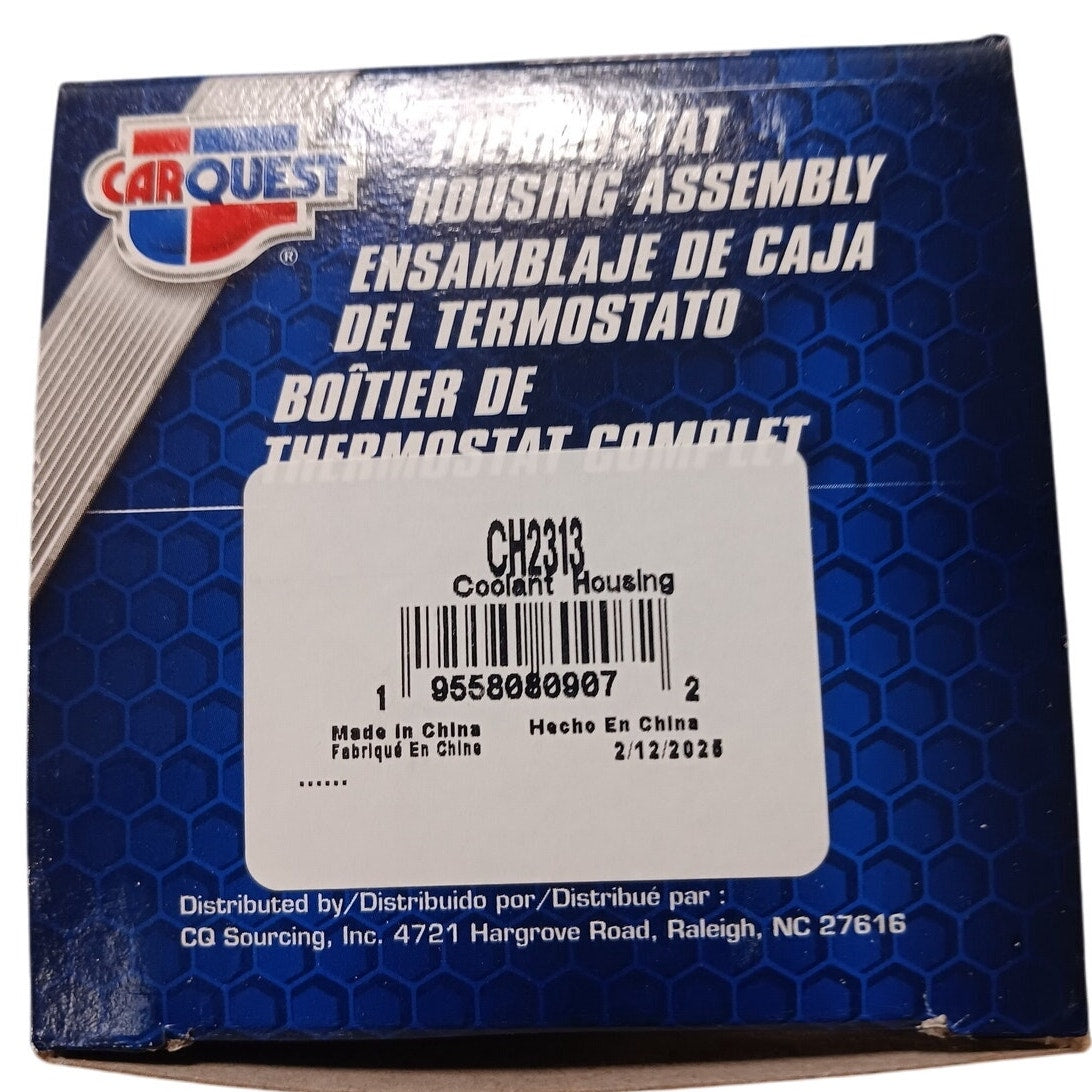 CARQUEST
®
THERMOSTAT
HOUSING ASSEMBLY
ENSAMBLAJE DE CAJA
DEL TERMOSTATO
BOÎTIER DE
THERMOSTAT COMPLET
CH2313
Coolant Housing
1 9558080907 2
Made in China Hecho En China
Fabriqué En Chine 2/12/2025
......
Distributed by/Distribuido por/Distribué par :
CQ Sourcing, Inc. 4721 Hargrove Road, Raleigh, NC 27616